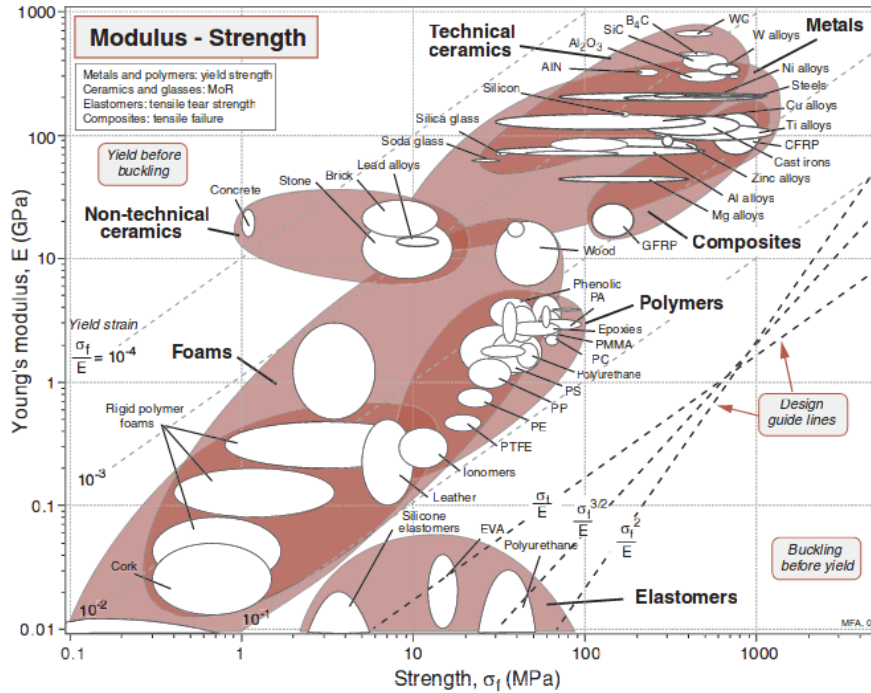 Modulus - Strength
Metals and polymers: yield strength
Ceramics and glasses: MoR
Elastomers: tensile tear strength
Composites: tensile failure
Yield before
buckling
Technical
ceramics
B4C
SiC
Al2O3
AlN
WC
W alloys
Metals
Ni alloys
Steels
Cu alloys
Ti alloys
CFRP
Cast irons
Zinc alloys
Al alloys
Mg alloys
GFRP
Composites
Silicon
Silica glass
Soda glass
Lead alloys
Brick
Stone
Concrete
Non-technical
ceramics
Wood
Phenolic
PA
Polymers
Epoxies
PMMA
PC
Polyurethane
PS
PP
PE
PTFE
Ionomers
Leather
Foams
Yield strain
σf
E
= 10-4
Rigid polymer
foams
10-3
Cork
10-2
10-1
Silicone
elastomers
EVA
Polyurethane
Elastomers
σf
E
σf3/2
E
σf2
E
Design
guide lines
Buckling
before yield
MFA, 0
1000
100
10
1
0.1
0.01
Young's modulus, E (GPa)
0.1
1
10
100
1000
Strength, σf (MPa)